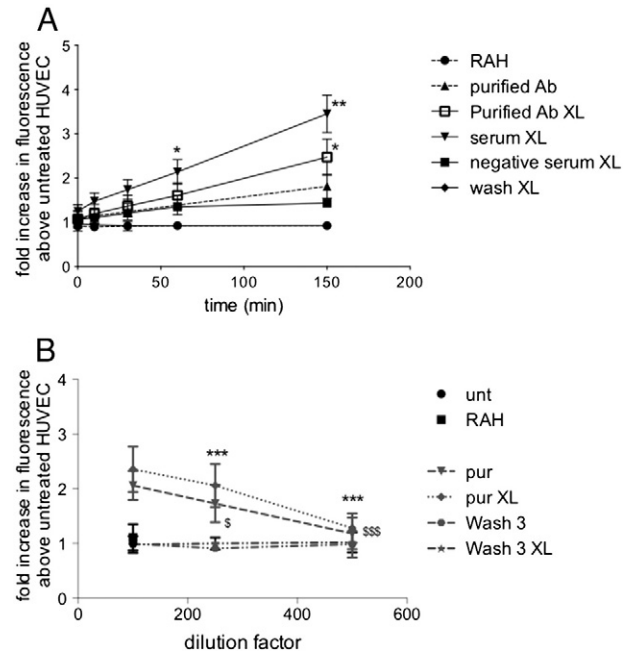 A
fold increase in fluorescence
above untreated HUVEC
5
4
3
2
1
0
*
**
*
0
50
100
150
200
time (min)
RAH
purified Ab
Purified Ab XL
serum XL
negative serum XL
wash XL
B
fold increase in fluorescence
above untreated HUVEC
4
3
2
1
0
***
$
***
$$$
0
200
400
600
dilution factor
unt
RAH
pur
pur XL
Wash 3
Wash 3 XL